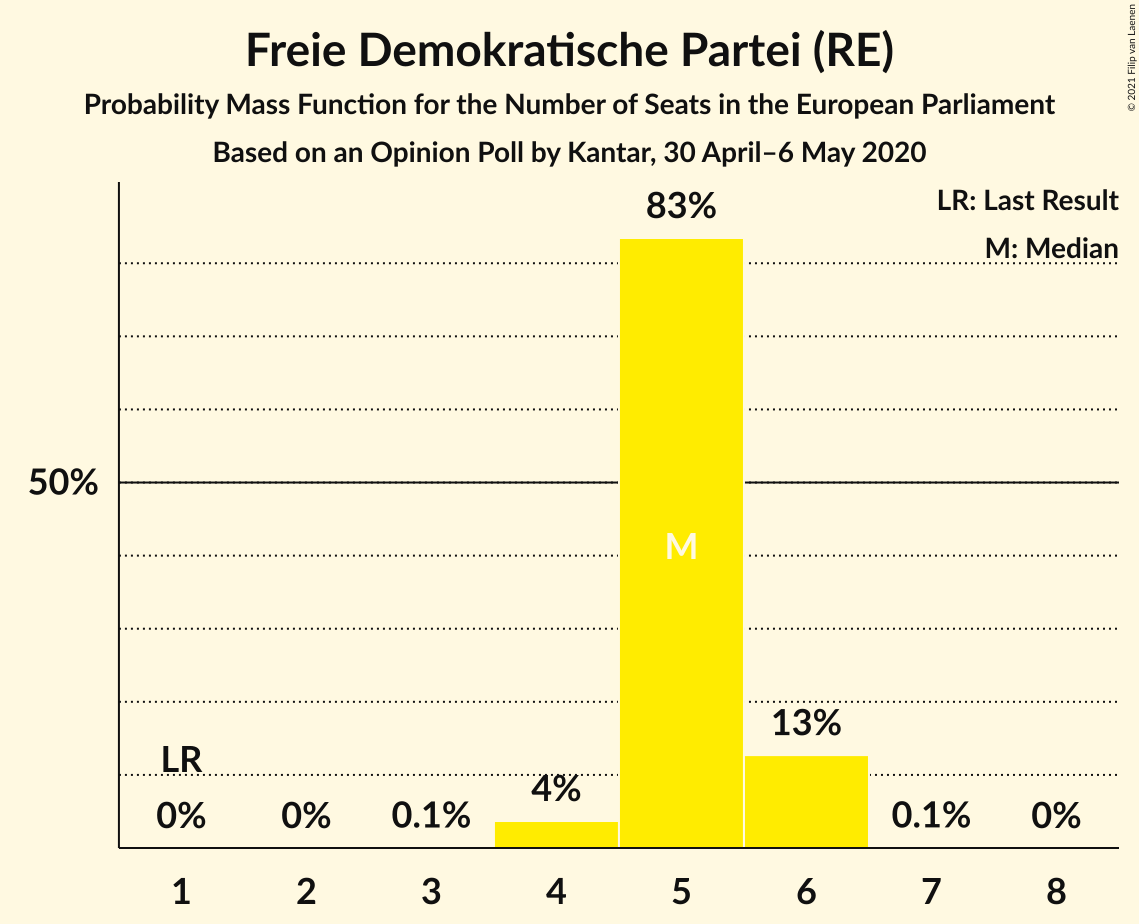 Freie Demokratische Partei (RE)
Probability Mass Function for the Number of Seats in the European Parliament
Based on an Opinion Poll by Kantar, 30 April–6 May 2020
© 2021 Filip van Laenen
LR: Last Result
M: Median
83%
50%
M
13%
LR
4%
0%
0%
0.1%
0.1%
0%
1 2 3 4 5 6 7 8